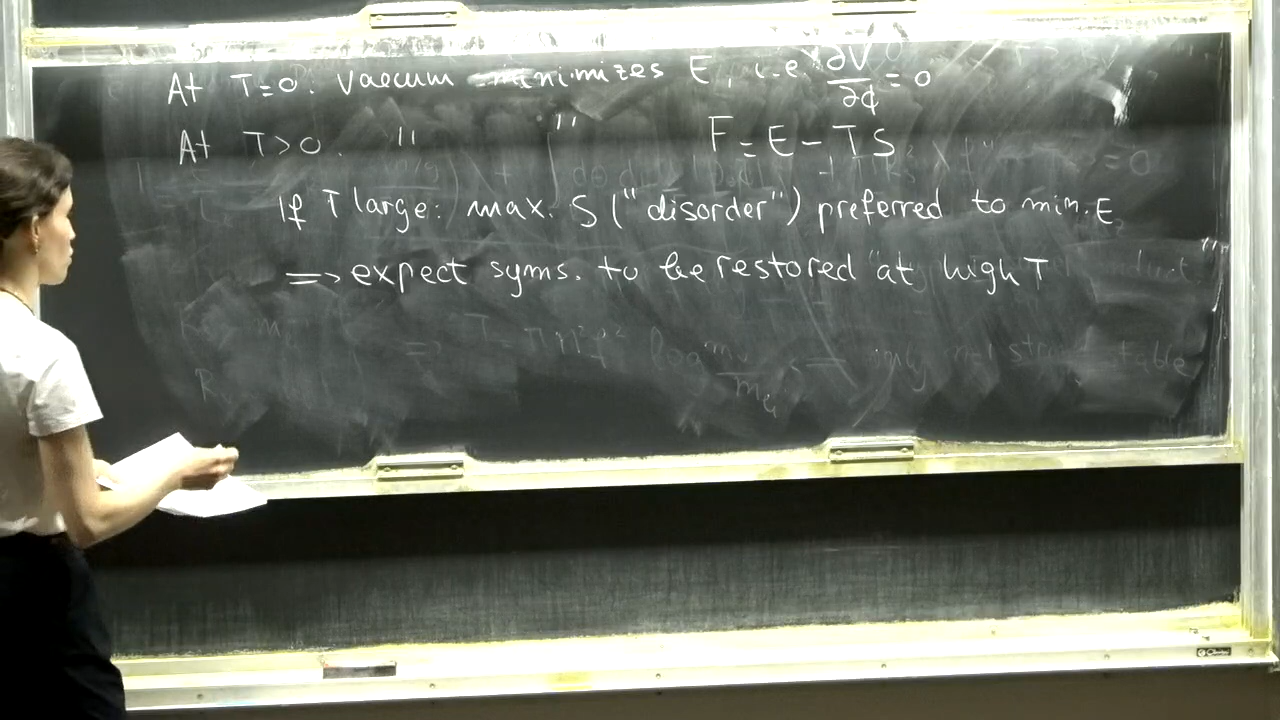 At T=0: vacuum minimizes E, i.e. ∂V/∂ϕ = 0
At T>0: " " F = E - TS
If T large: max. S ("disorder") preferred to min. E
=> expect syms. to be restored at high T